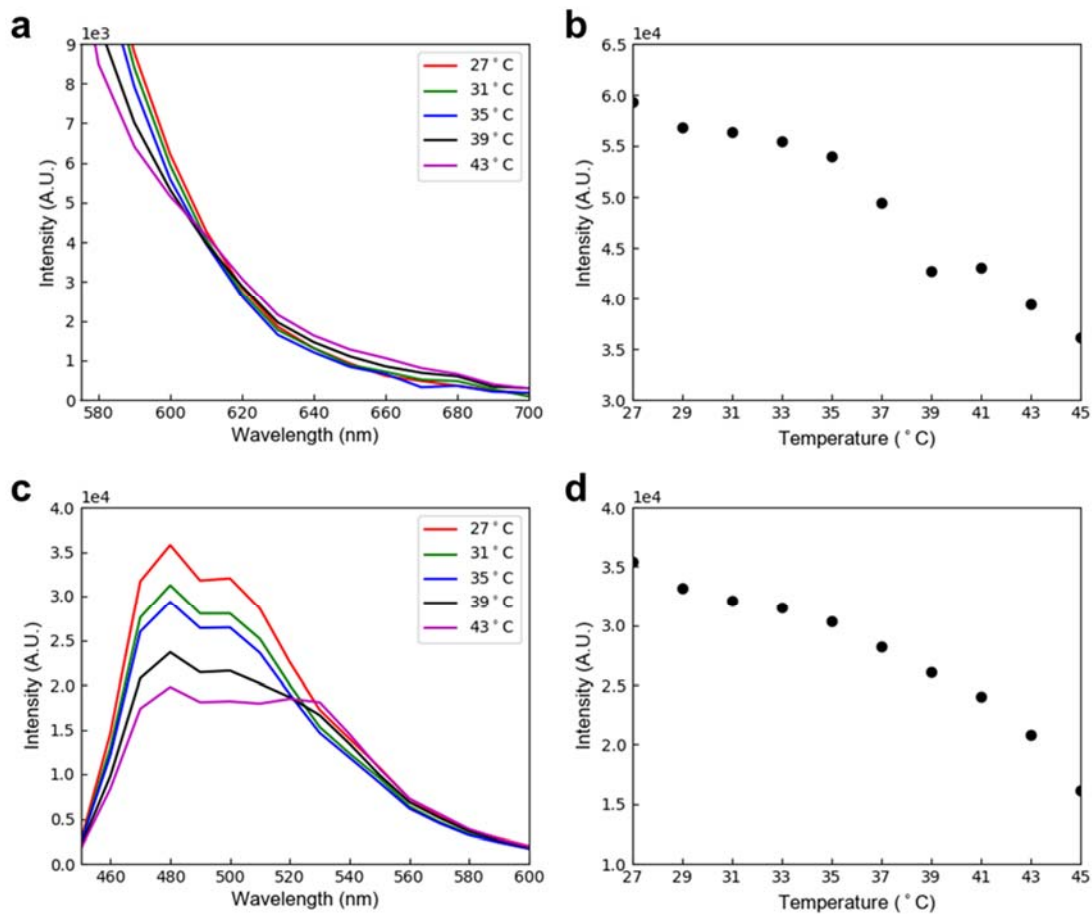 a
1e3
9
8
7
6
5
4
3
2
1
0
Intensity (A.U.)
580 600 620 640 660 680 700
Wavelength (nm)
27°C
31°C
35°C
39°C
43°C
b
1e4
6.5
6.0
5.5
5.0
4.5
4.0
3.5
3.0
Intensity (A.U.)
27 29 31 33 35 37 39 41 43 45
Temperature (°C)
c
1e4
4.0
3.5
3.0
2.5
2.0
1.5
1.0
0.5
0.0
Intensity (A.U.)
460 480 500 520 540 560 580 600
Wavelength (nm)
27°C
31°C
35°C
39°C
43°C
d
1e4
4.0
3.5
3.0
2.5
2.0
1.5
1.0
Intensity (A.U.)
27 29 31 33 35 37 39 41 43 45
Temperature (°C)